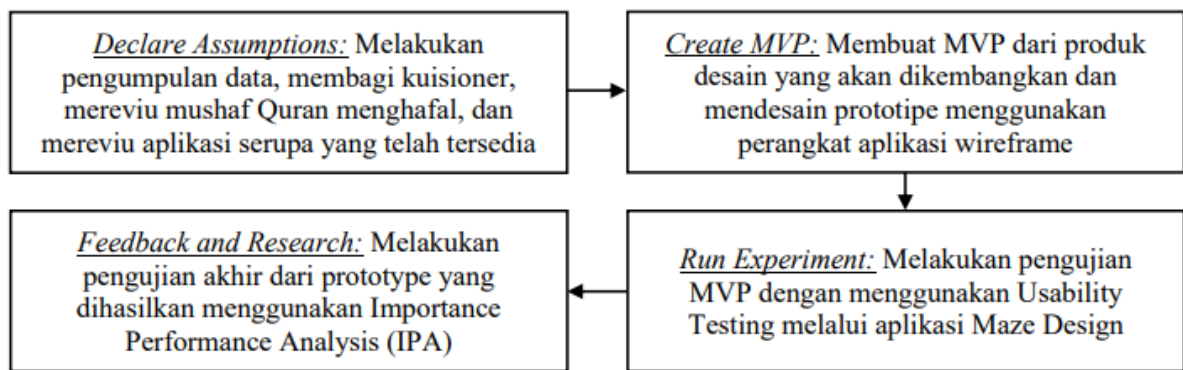 Declare Assumptions: Melakukan
pengumpulan data, membagi kuisioner,
mereviu mushaf Quran menghafal, dan
mereviu aplikasi serupa yang telah tersedia
Create MVP: Membuat MVP dari produk
desain yang akan dikembangkan dan
mendesain prototipe menggunakan
perangkat aplikasi wireframe
Run Experiment: Melakukan pengujian
MVP dengan menggunakan Usability
Testing melalui aplikasi Maze Design
Feedback and Research: Melakukan
pengujian akhir dari prototype yang
dihasilkan menggunakan Importance
Performance Analysis (IPA)